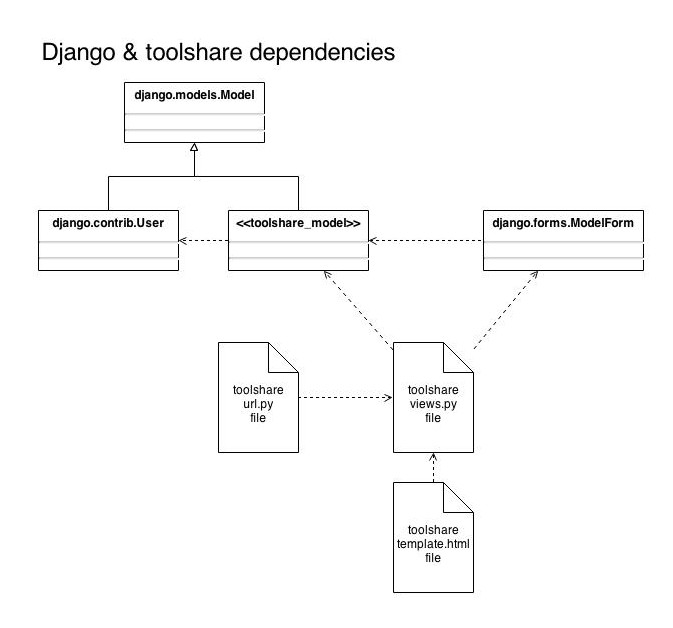 Django & toolshare dependencies
django.models.Model
django.contrib.User
<<toolshare_model>>
django.forms.ModelForm
toolshare
url.py
file
toolshare
views.py
file
toolshare
template.html
file